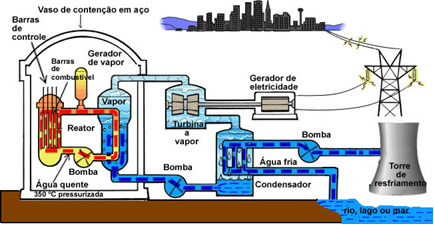 Barras
de
controle
Vaso de contenção em aço
Barras
de
combustível
Gerador
de vapor
Vapor
Reator
Bomba
Água quente
350 ºC pressurizada
Turbina
a
vapor
Gerador de
eletricidade
Bomba
Água fria
Condensador
Bomba
Torre
de
resfriamento
rio, lago ou mar